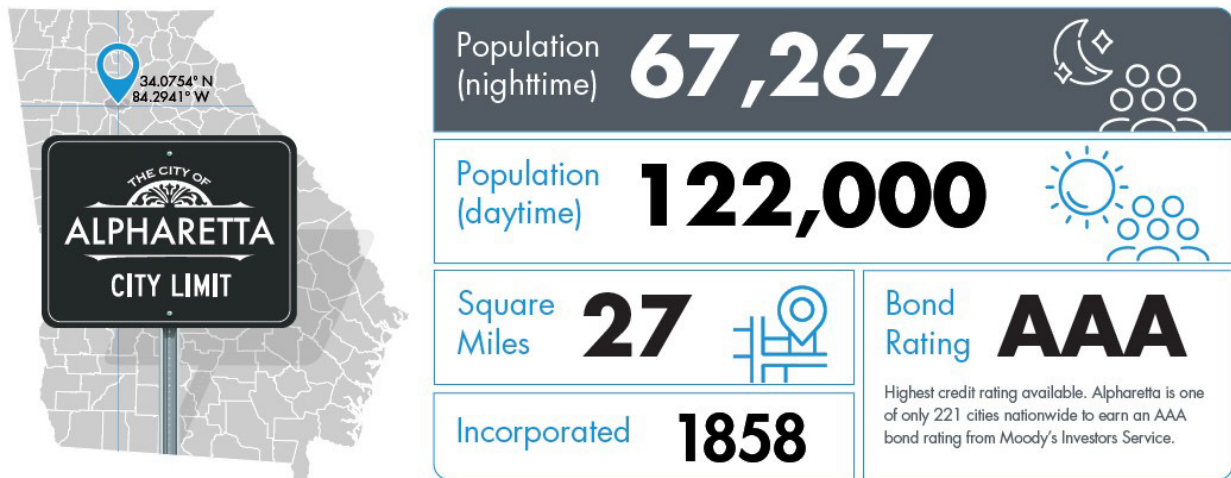 34.0754° N
84.2941° W
THE CITY OF
ALPHARETTA
CITY LIMIT
Population
(nighttime)
67,267
Population
(daytime)
122,000
Square
Miles
27
Incorporated
1858
Bond
Rating
AAA
Highest credit rating available. Alpharetta is one
of only 221 cities nationwide to earn an AAA
bond rating from Moody's Investors Service.